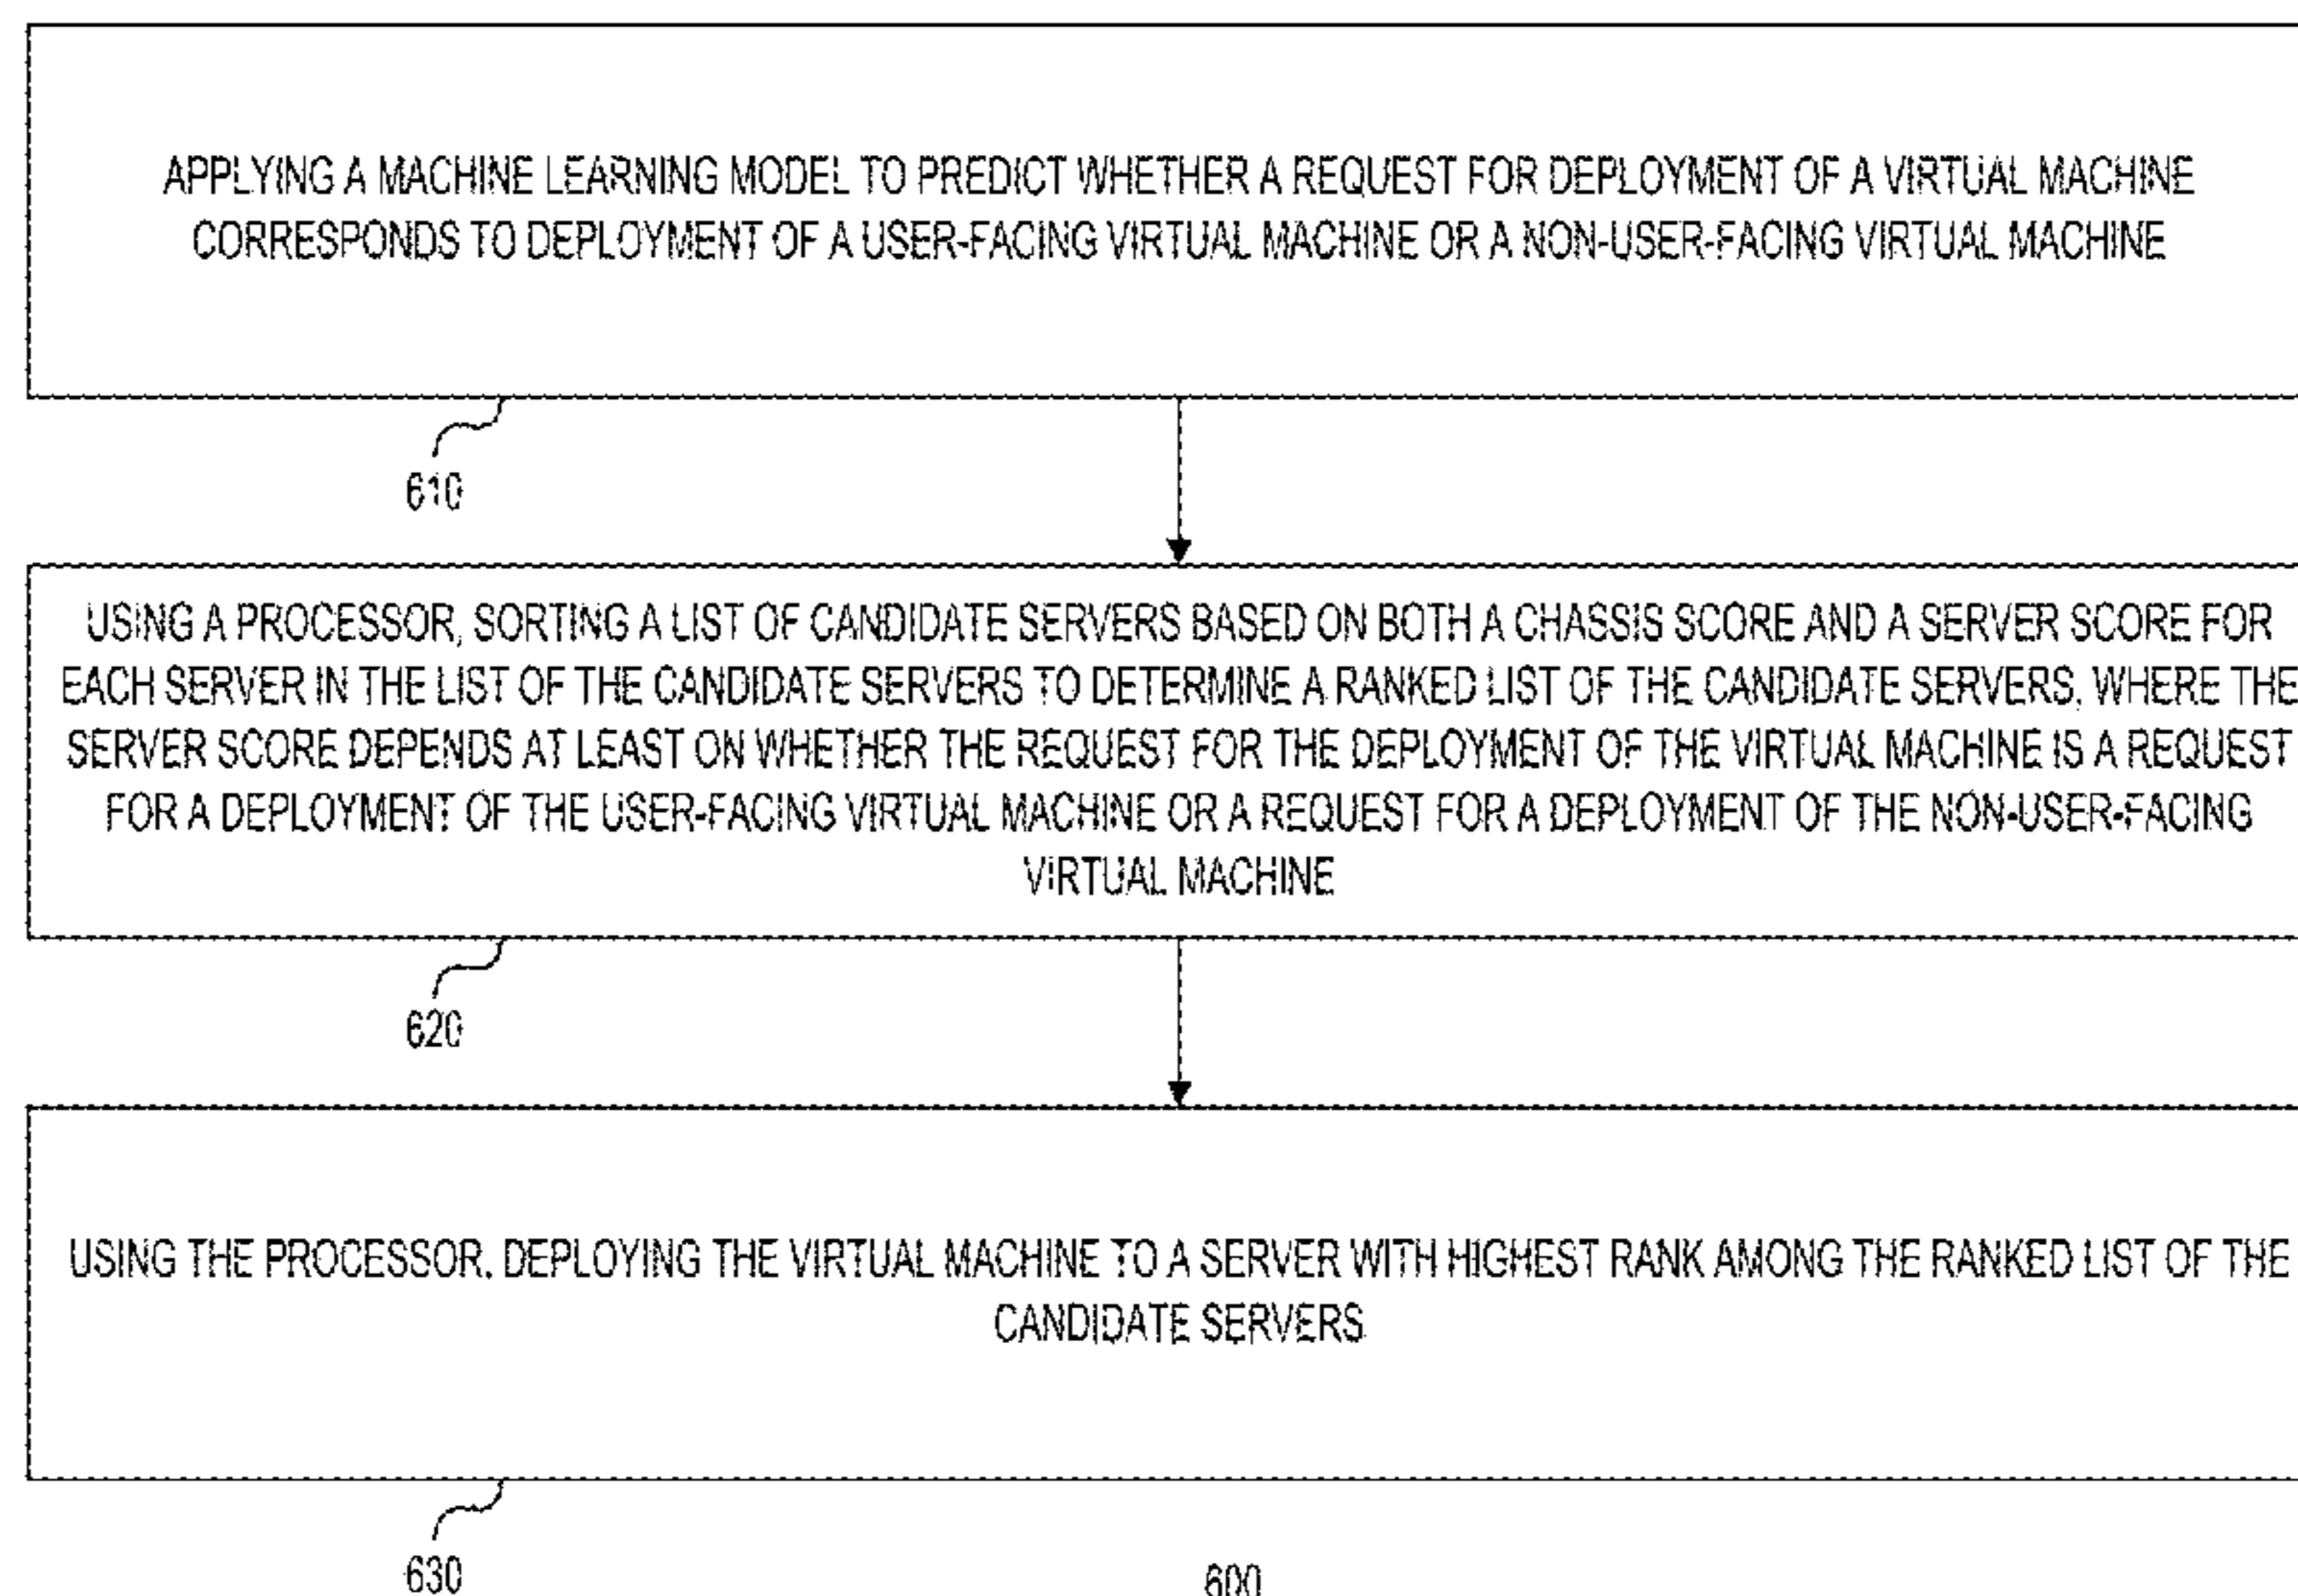 APPLYING A MACHINE LEARNING MODEL TO PREDICT WHETHER A REQUEST FOR DEPLOYMENT OF A VIRTUAL MACHINE
CORRESPONDS TO DEPLOYMENT OF A USER-FACING VIRTUAL MACHINE OR A NON-USER-FACING VIRTUAL MACHINE
610
USING A PROCESSOR, SORTING A LIST OF CANDIDATE SERVERS BASED ON BOTH A CHASSIS SCORE AND A SERVER SCORE FOR
EACH SERVER IN THE LIST OF THE CANDIDATE SERVERS TO DETERMINE A RANKED LIST OF THE CANDIDATE SERVERS, WHERE THE
SERVER SCORE DEPENDS AT LEAST ON WHETHER THE REQUEST FOR THE DEPLOYMENT OF THE VIRTUAL MACHINE IS A REQUEST
FOR A DEPLOYMENT OF THE USER-FACING VIRTUAL MACHINE OR A REQUEST FOR A DEPLOYMENT OF THE NON-USER-FACING
VIRTUAL MACHINE
620
USING THE PROCESSOR, DEPLOYING THE VIRTUAL MACHINE TO A SERVER WITH HIGHEST RANK AMONG THE RANKED LIST OF THE
CANDIDATE SERVERS
630
600